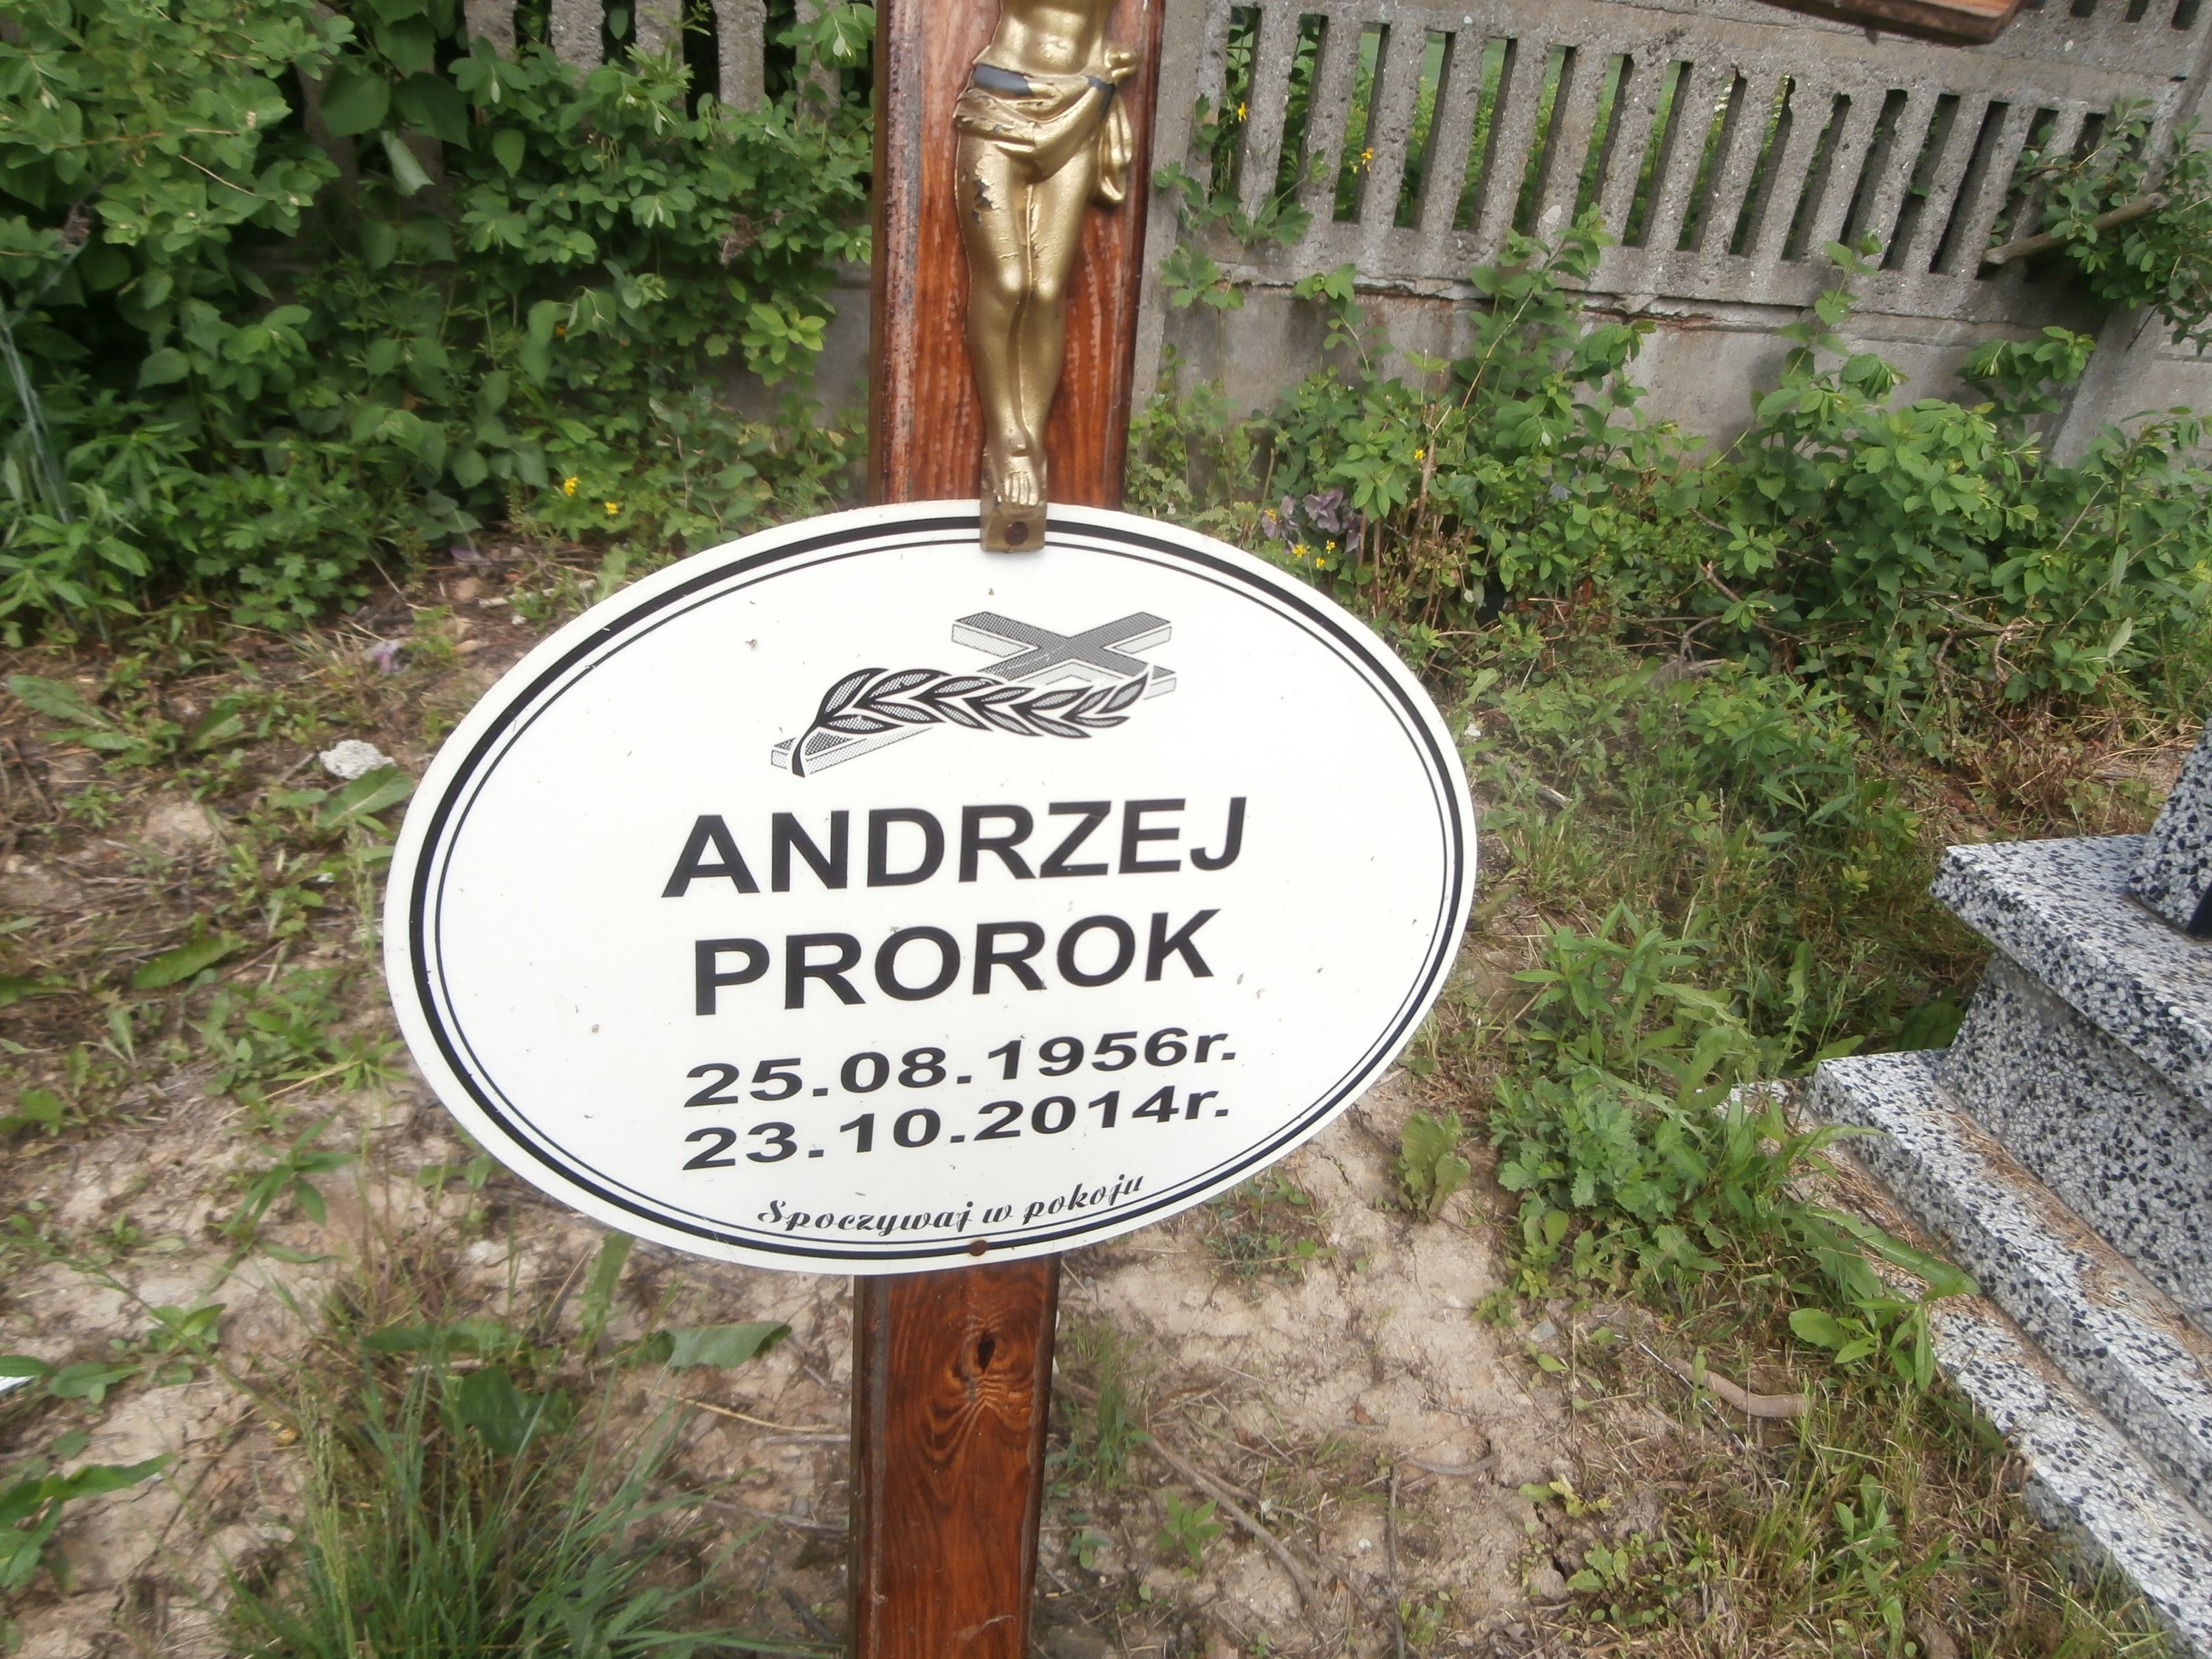 ANDRZEJ
PROROK
25.08.1956r.
23.10.2014r.
Spoczywaj w pokoju